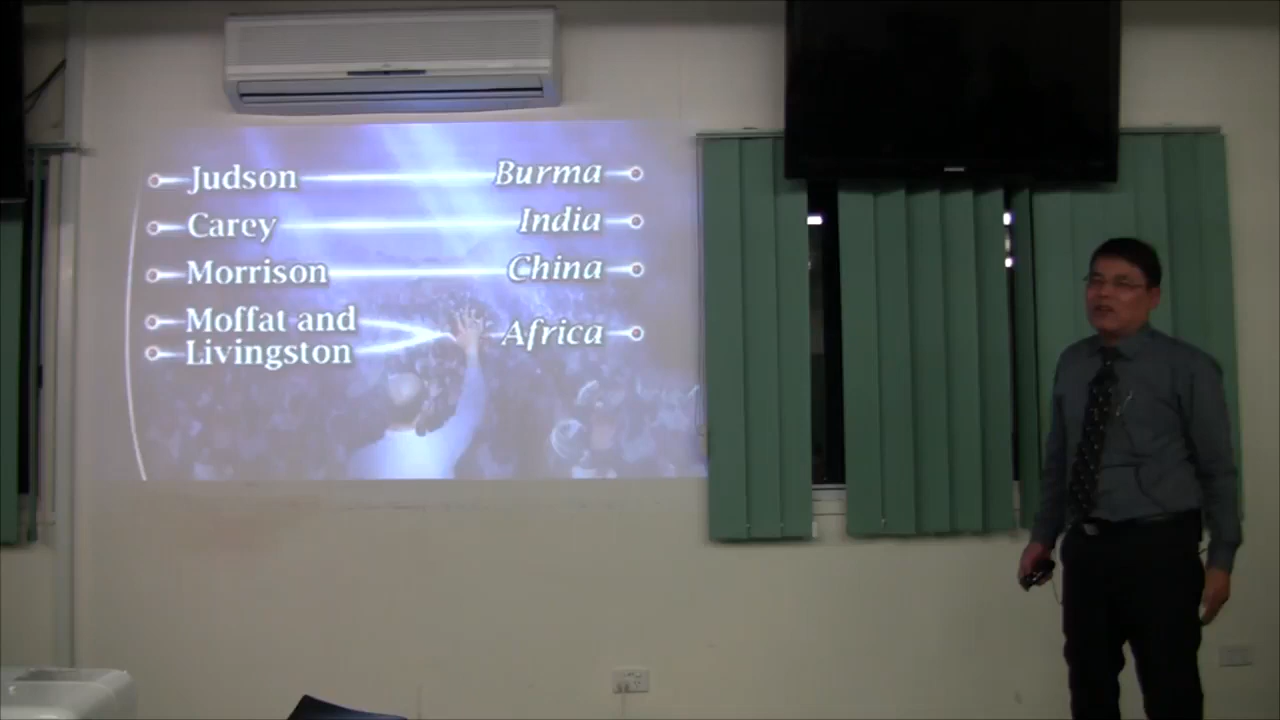 Judson Burma
Carey India
Morrison China
Moffat and
Livingston Africa